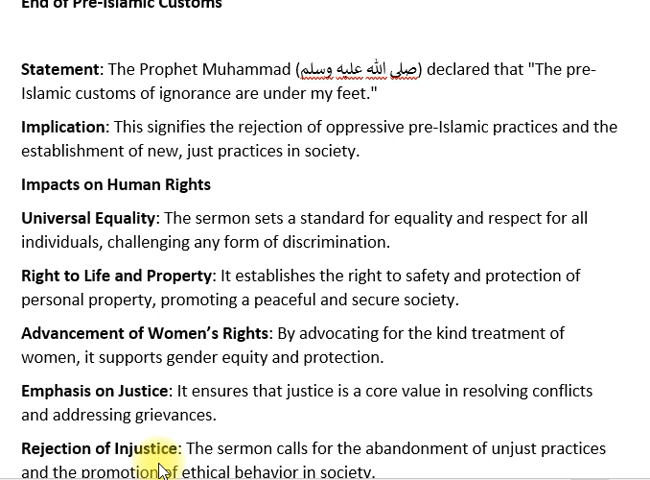 End of Pre-Islamic Customs
Statement: The Prophet Muhammad (صلى الله عليه وسلم) declared that "The pre-
Islamic customs of ignorance are under my feet."
Implication: This signifies the rejection of oppressive pre-Islamic practices and the
establishment of new, just practices in society.
Impacts on Human Rights
Universal Equality: The sermon sets a standard for equality and respect for all
individuals, challenging any form of discrimination.
Right to Life and Property: It establishes the right to safety and protection of
personal property, promoting a peaceful and secure society.
Advancement of Women’s Rights: By advocating for the kind treatment of
women, it supports gender equity and protection.
Emphasis on Justice: It ensures that justice is a core value in resolving conflicts
and addressing grievances.
Rejection of Injustice: The sermon calls for the abandonment of unjust practices
and the promotion of ethical behavior in society.